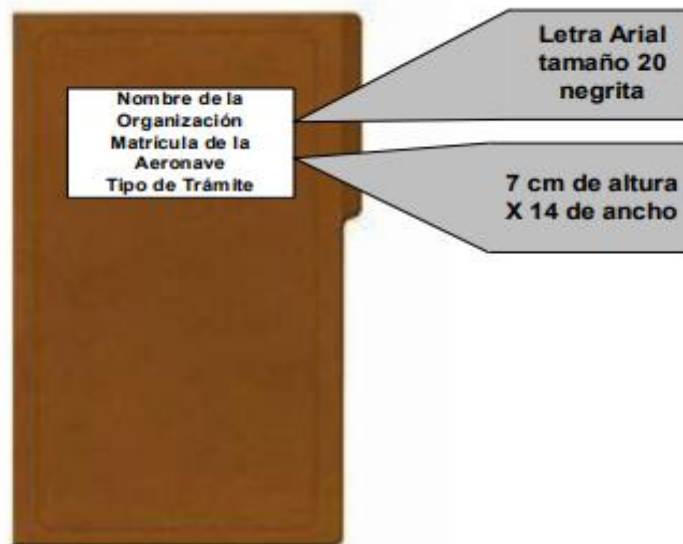 Nombre de la
Organización
Matrícula de la
Aeronave
Tipo de Trámite
Letra Arial
tamaño 20
negrita
7 cm de altura
X 14 de ancho